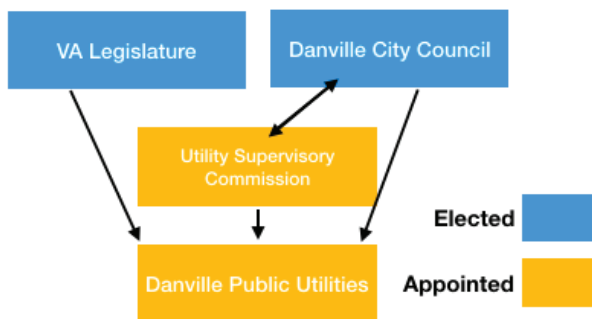 VA Legislature
Danville City Council
Utility Supervisory
Commission
Danville Public Utilities
Elected
Appointed